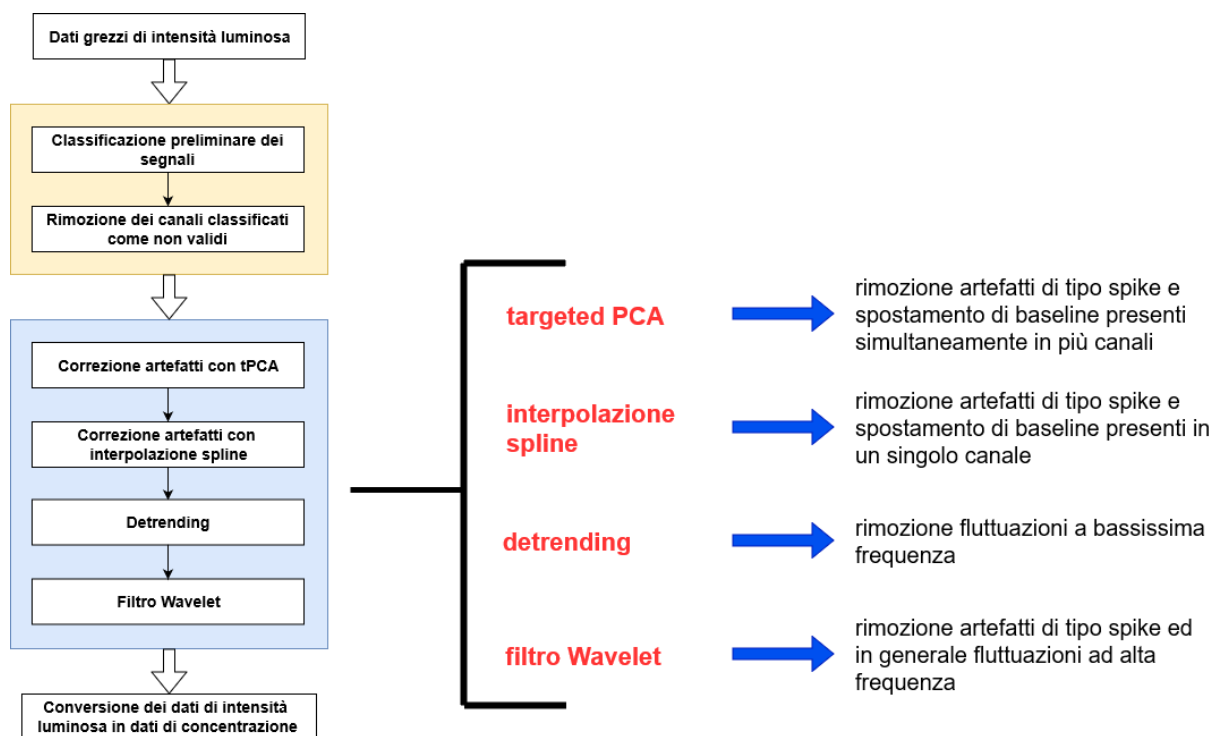 Dati grezzi di intensità luminosa
Classificazione preliminare dei
segnali
Rimozione dei canali classificati
come non validi
Correzione artefatti con tPCA
Correzione artefatti con
interpolazione spline
Detrending
Filtro Wavelet
Conversione dei dati di intensità
luminosa in dati di concentrazione
targeted PCA
rimozione artefatti di tipo spike e
spostamento di baseline presenti
simultaneamente in più canali
interpolazione
spline
rimozione artefatti di tipo spike e
spostamento di baseline presenti in
un singolo canale
detrending
rimozione fluttuazioni a bassissima
frequenza
filtro Wavelet
rimozione artefatti di tipo spike ed
in generale fluttuazioni ad alta
frequenza